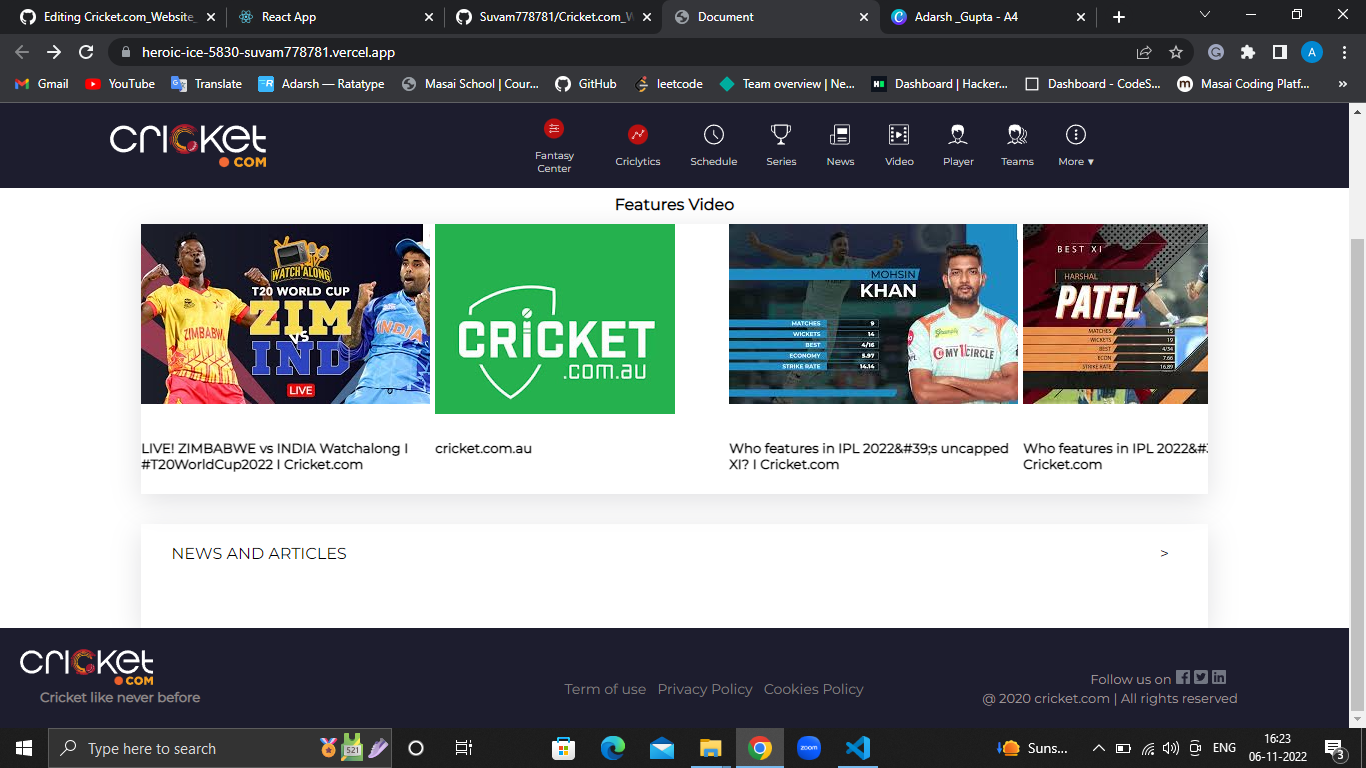 Editing Cricket.com_Website_
React App
Suvam778781/Cricket.com_W
Document
Adarsh _Gupta - A4
heroic-ice-5830-suvam778781.vercel.app
A
Gmail
YouTube
Translate
Adarsh — Ratatype
Masai School | Cour...
GitHub
leetcode
Team overview | Ne...
Dashboard | Hacker...
Dashboard - CodeS...
Masai Coding Platf...
»
cricket
.COM
Fantasy
Center
Criclytics
Schedule
Series
News
Video
Player
Teams
More ▾
Features Video
WATCH ALONG
T20 WORLD CUP
ZIM
VS
IND
LIVE
ZIMBABW
INDIA
CRICKET
.com.au
MOHSIN
KHAN
MATCHES 9
WICKETS 14
BEST 4/16
ECONOMY 5.97
STRIKE RATE 14.14
MY11CIRCLE
BEST XI
HARSHAL
PATEL
MATCHES 15
WICKETS 19
BEST 4/34
ECON 7.66
STRIKE RATE 16.89
LIVE! ZIMBABWE vs INDIA Watchalong I
#T20WorldCup2022 I Cricket.com
cricket.com.au
Who features in IPL 2022&#39;s uncapped
XI? I Cricket.com
Who features in IPL 2022&#3
Cricket.com
NEWS AND ARTICLES
>
cricket
.COM
Cricket like never before
Term of use Privacy Policy Cookies Policy
Follow us on
@ 2020 cricket.com | All rights reserved
Type here to search
521
zoom
Suns...
ENG
16:23
06-11-2022
3